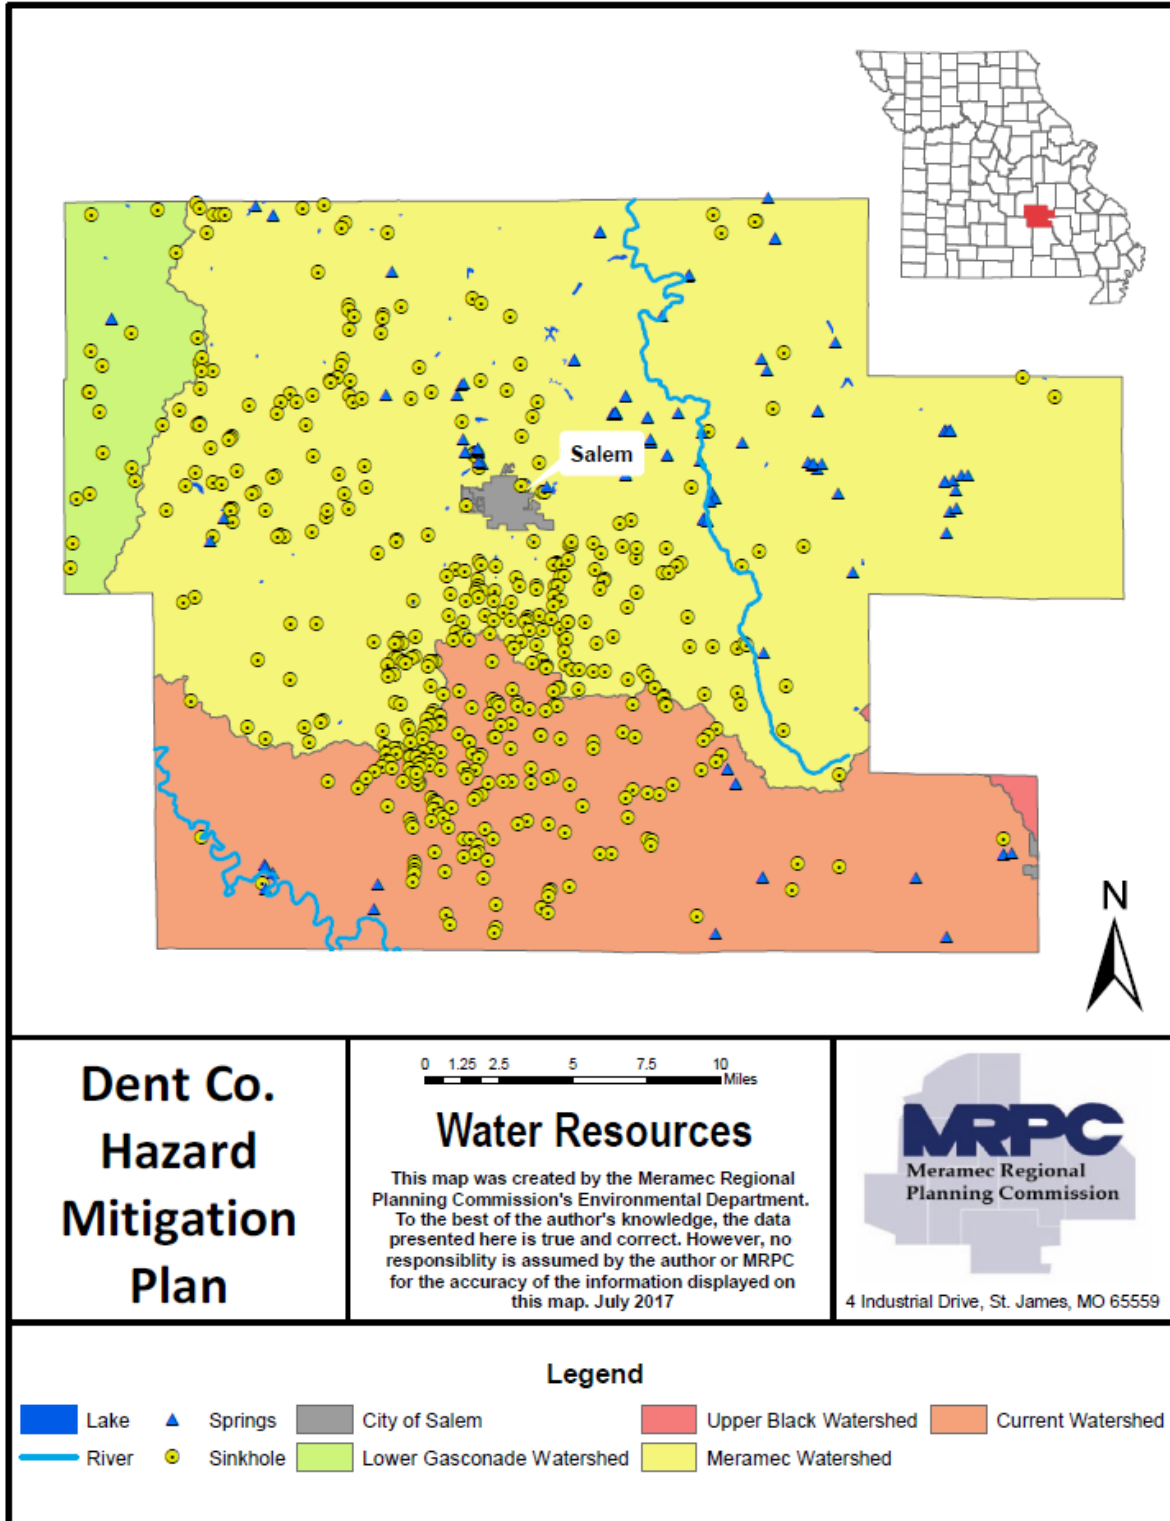 Salem
N
Dent Co.
Hazard
Mitigation
Plan
0 1.25 2.5 5 7.5 10
Miles
Water Resources
This map was created by the Meramec Regional
Planning Commission's Environmental Department.
To the best of the author's knowledge, the data
presented here is true and correct. However, no
responsiblity is assumed by the author or MRPC
for the accuracy of the information displayed on
this map. July 2017
MRPC
Meramec Regional
Planning Commission
4 Industrial Drive, St. James, MO 65559
Legend
Lake Springs City of Salem Upper Black Watershed Current Watershed
River Sinkhole Lower Gasconade Watershed Meramec Watershed